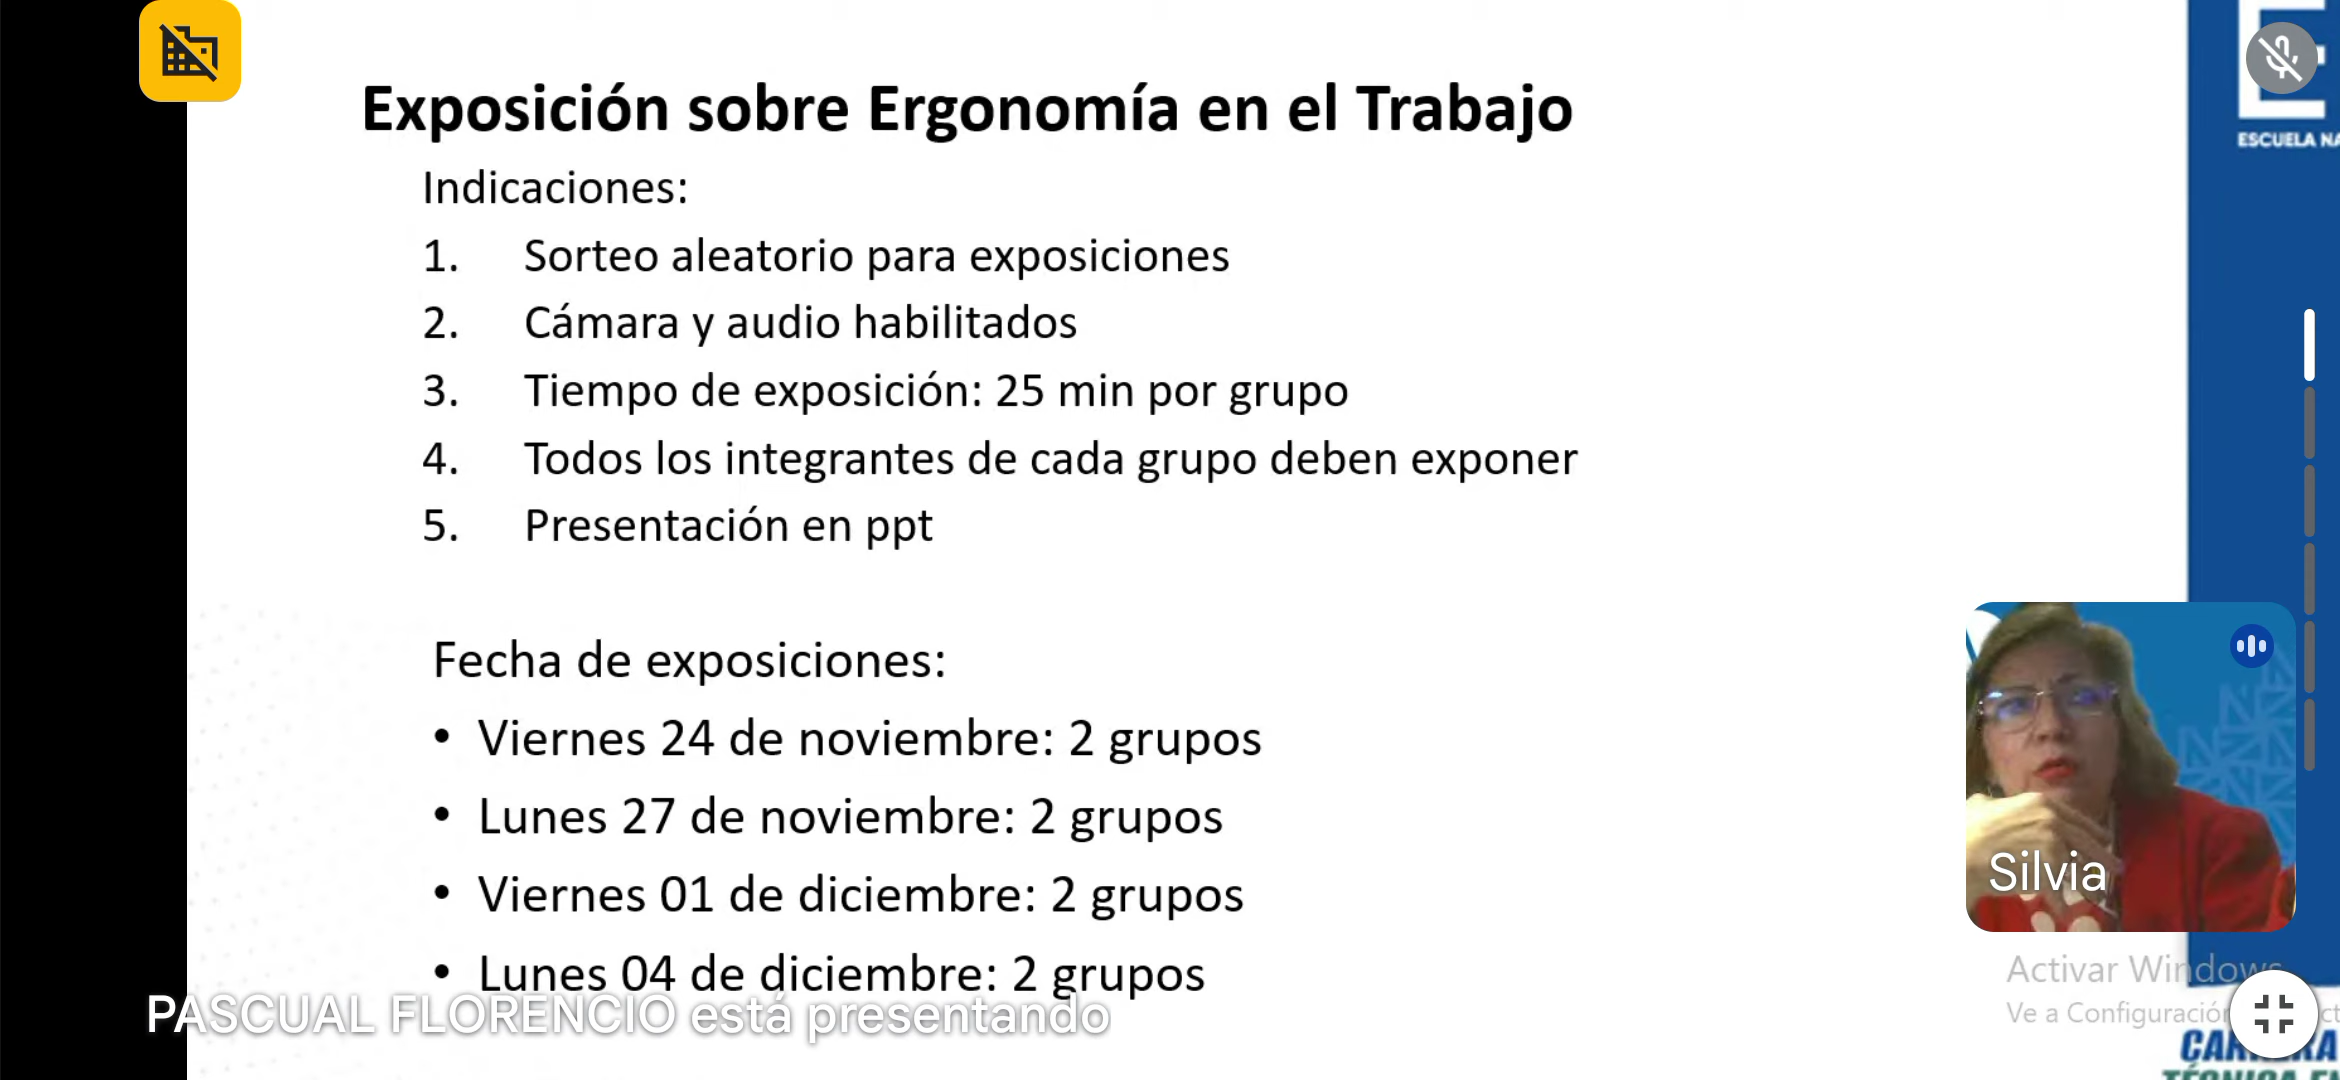 Exposición sobre Ergonomía en el Trabajo
ESCUELA
Indicaciones:
1. Sorteo aleatorio para exposiciones
2. Cámara y audio habilitados
3. Tiempo de exposición: 25 min por grupo
4. Todos los integrantes de cada grupo deben exponer
5. Presentación en ppt
Fecha de exposiciones:
• Viernes 24 de noviembre: 2 grupos
• Lunes 27 de noviembre: 2 grupos
• Viernes 01 de diciembre: 2 grupos
• Lunes 04 de diciembre: 2 grupos
Silvia
PASCUAL FLORENCIO está presentando
Activar Windows
Ve a Configuración